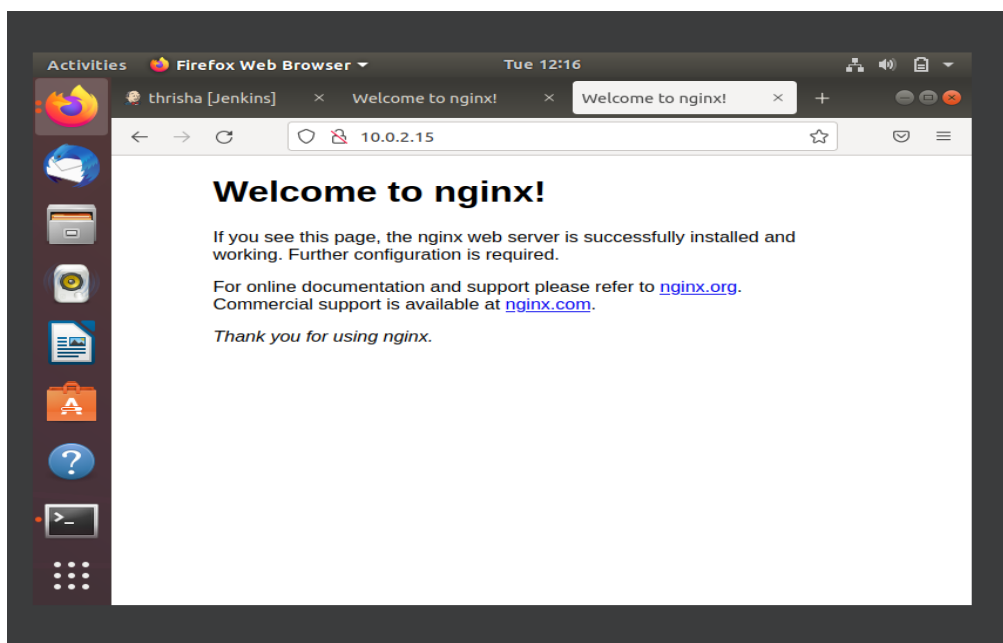 Activities Firefox Web Browser Tue 12:16
thrisha [Jenkins] Welcome to nginx! Welcome to nginx!
10.0.2.15
Welcome to nginx!
If you see this page, the nginx web server is successfully installed and
working. Further configuration is required.
For online documentation and support please refer to nginx.org.
Commercial support is available at nginx.com.
Thank you for using nginx.